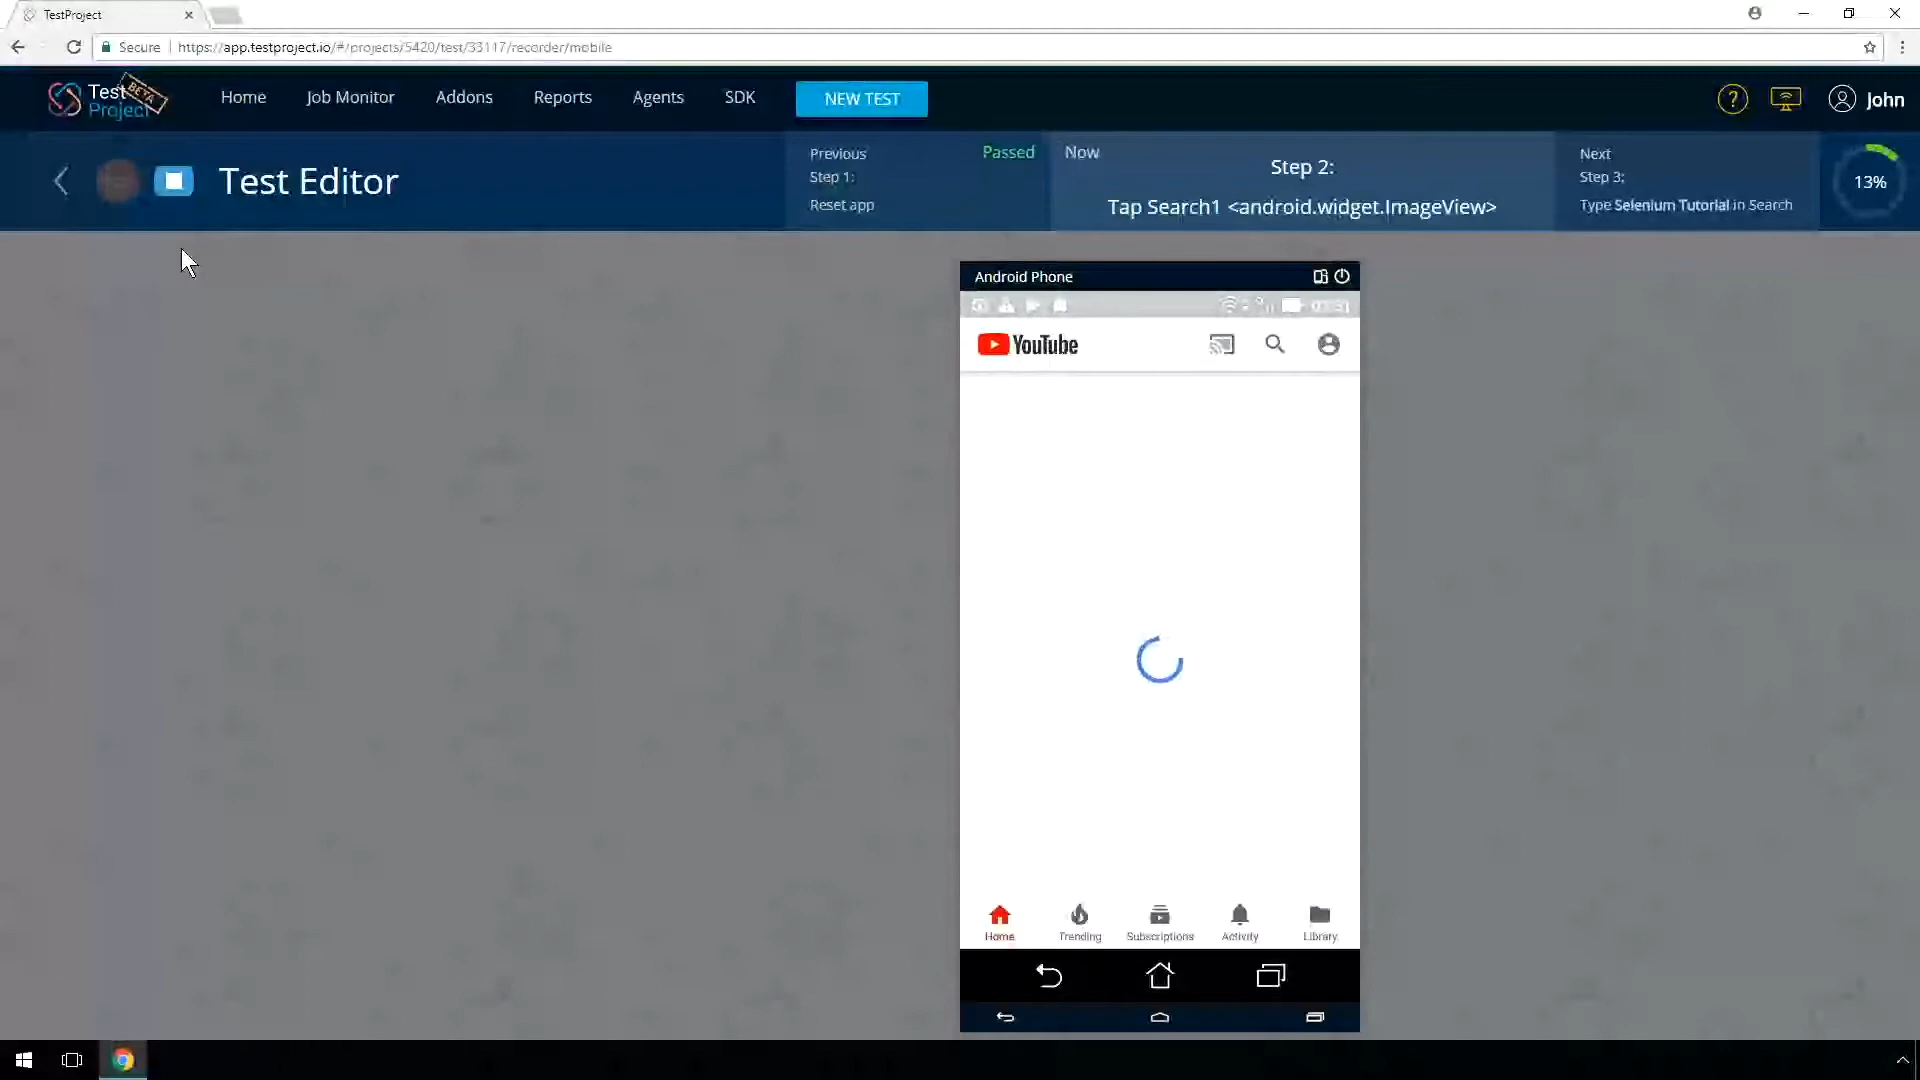 TestProject
Secure
https://app.testproject.io/#/projects/5420/test/33117/recorder/mobile
Test
Project
BETA
Home
Job Monitor
Addons
Reports
Agents
SDK
NEW TEST
?
John
Test Editor
Previous
Passed
Step 1:
Reset app
Now
Step 2:
Tap Search1 <android.widget.ImageView>
Next
Step 3:
Type Selenium Tutorial in Search
13%
Android Phone
YouTube
Home
Trending
Subscriptions
Activity
Library